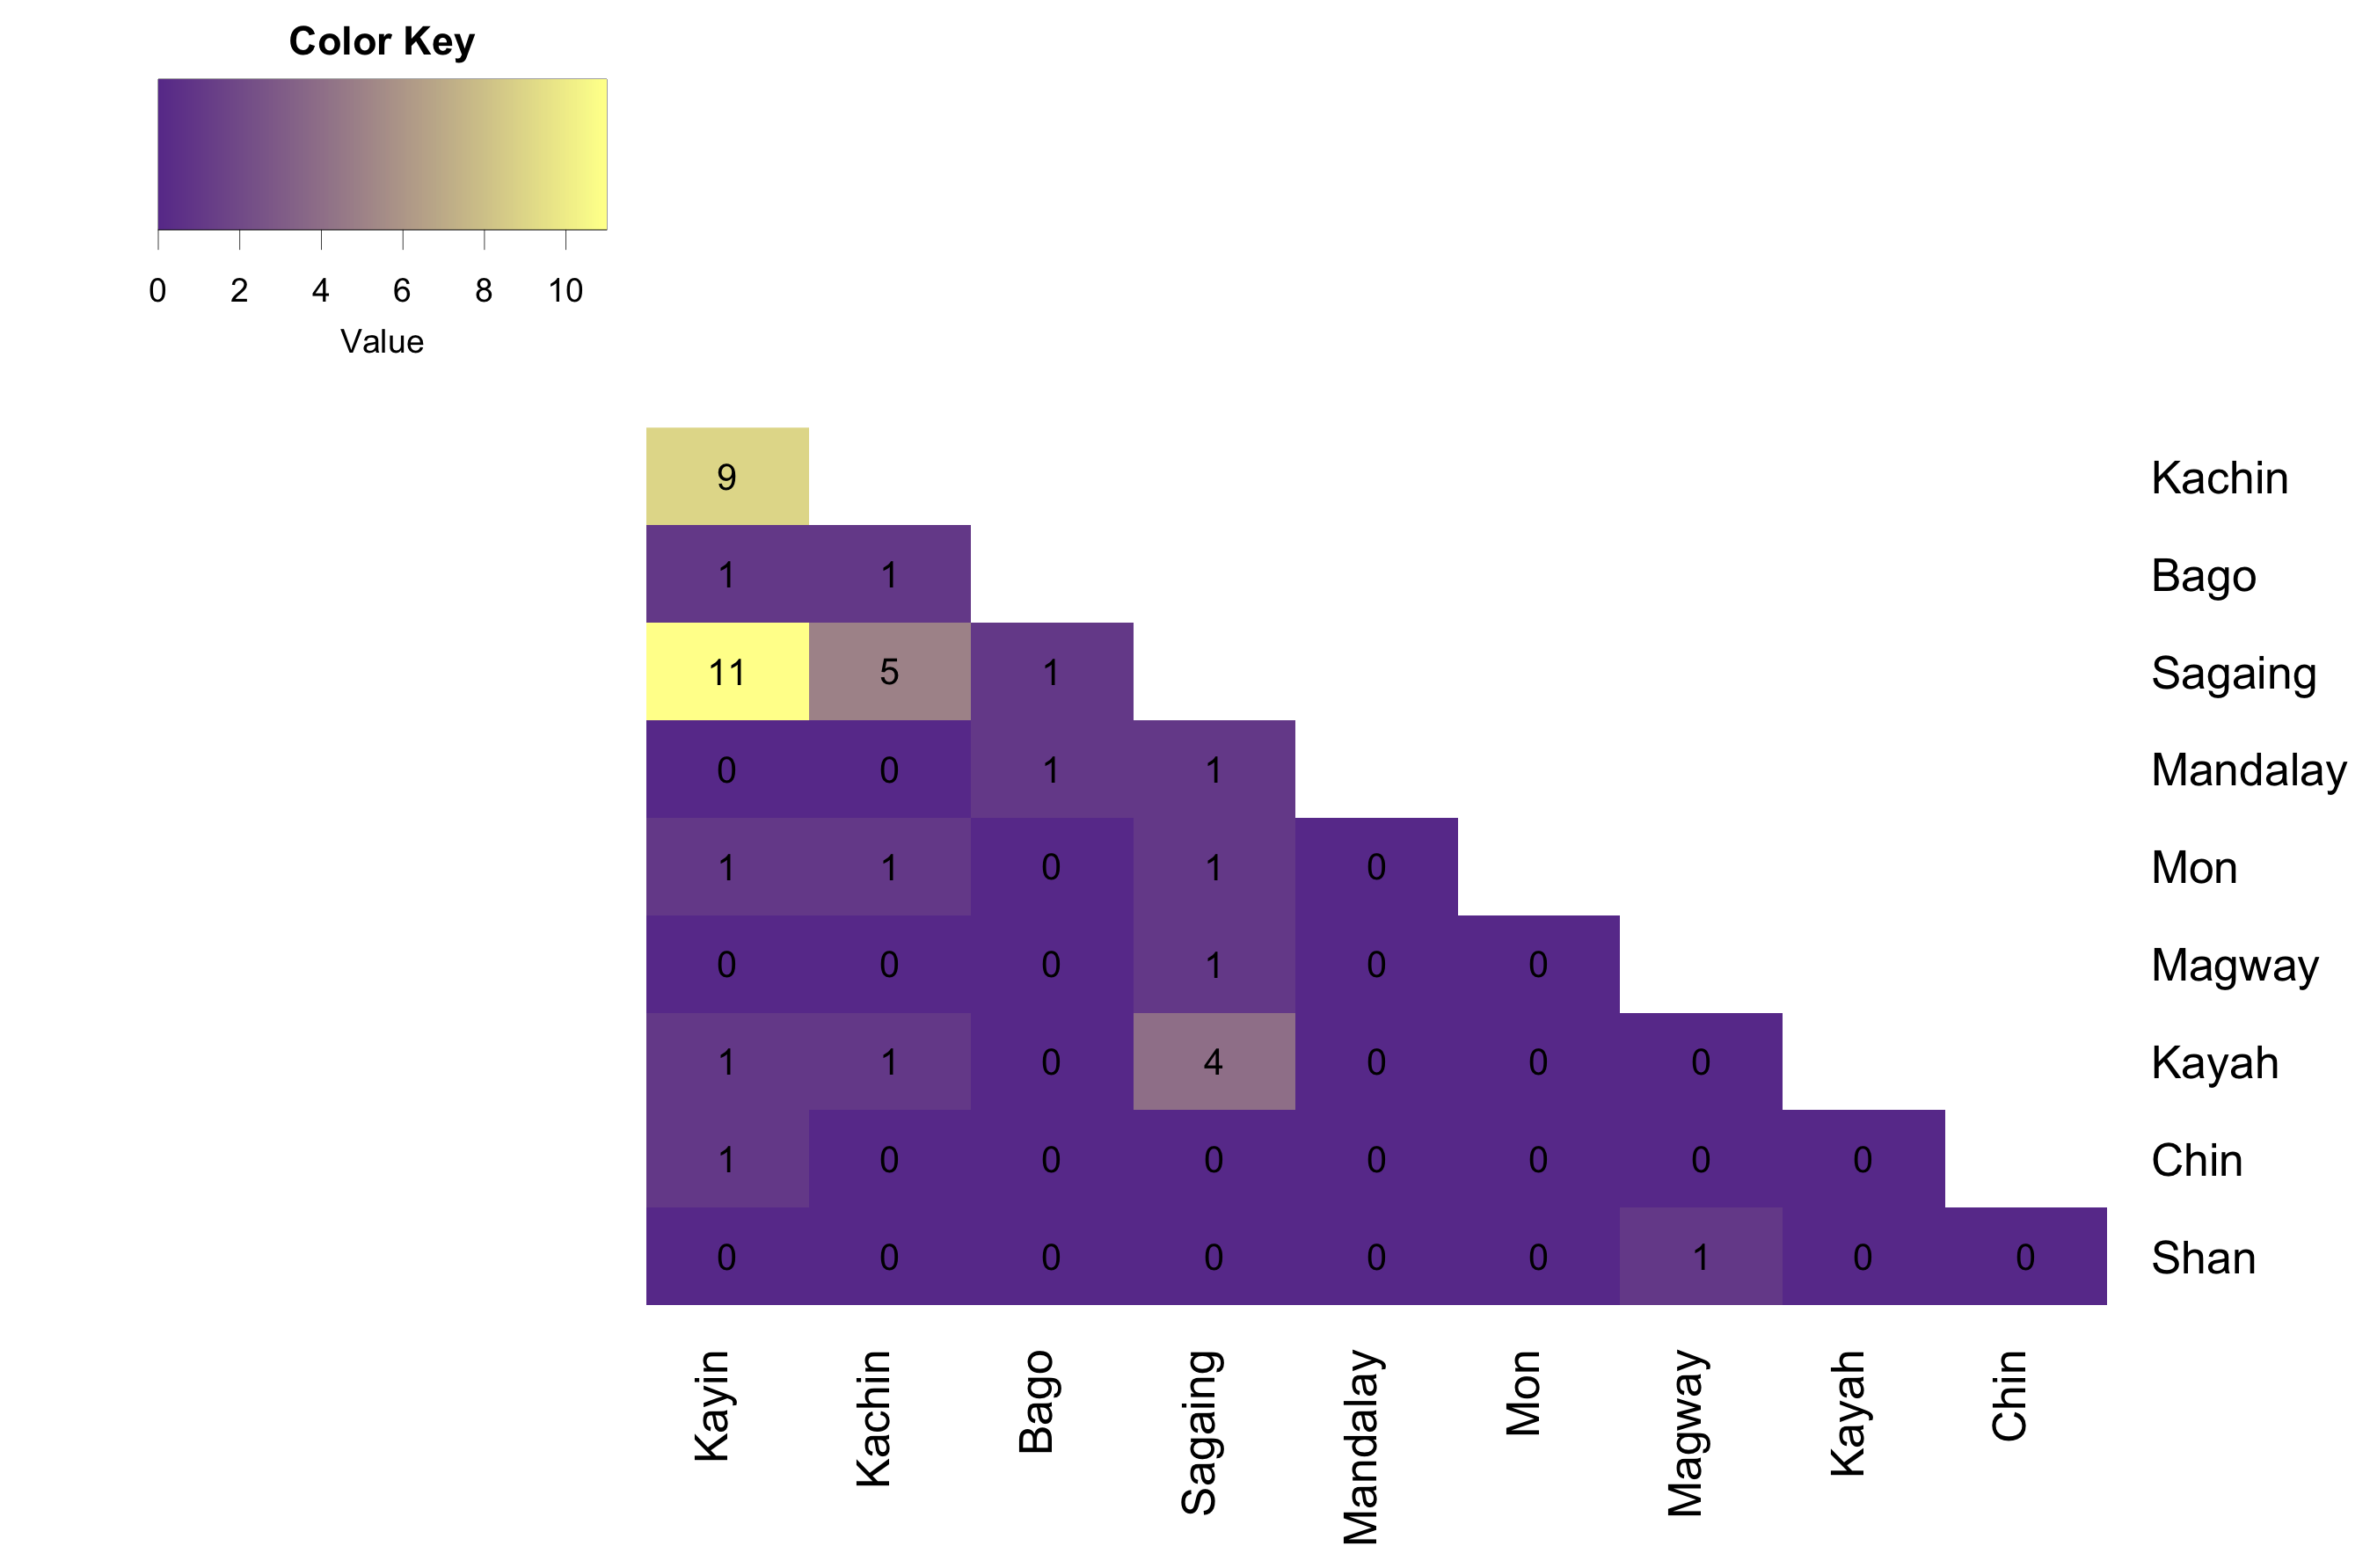 Color Key
0 2 4 6 8 10
Value
9 Kachin
1 1 Bago
11 5 1 Sagaing
0 0 1 1 Mandalay
1 1 0 1 0 Mon
0 0 0 1 0 0 Magway
1 1 0 4 0 0 0 Kayah
1 0 0 0 0 0 0 0 Chin
0 0 0 0 0 0 1 0 0 Shan
Kayin Kachin Bago Sagaing Mandalay Mon Magway Kayah Chin